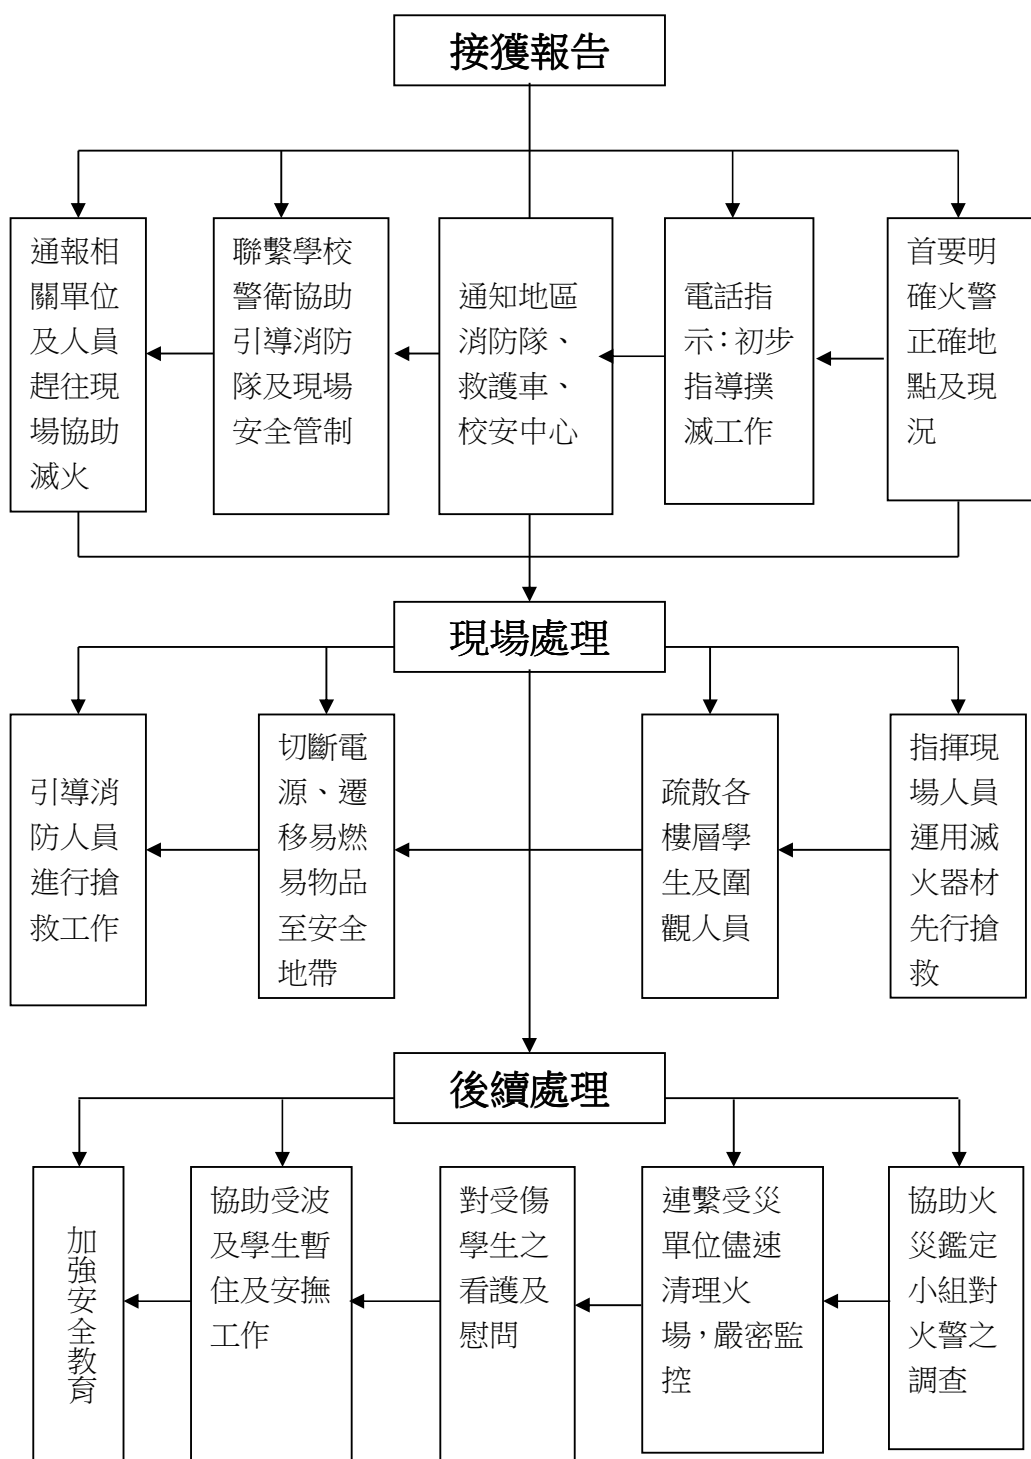 接獲報告
通報相
關單位
及人員
趕往現
場協助
滅火
聯繫學校
警衛協助
引導消防
隊及現場
安全管制
通知地區
消防隊、
救護車、
校安中心
電話指
示：初步
指導撲
滅工作
首要明
確火警
正確地
點及現
況
現場處理
引導消
防人員
進行搶
救工作
切斷電
源、遷
移易燃
易物品
至安全
地帶
疏散各
樓層學
生及圍
觀人員
指揮現
場人員
運用滅
火器材
先行搶
救
後續處理
加強安全教育
協助受波
及學生暫
住及安撫
工作
對受傷
學生之
看護及
慰問
連繫受災
單位儘速
清理火
場，嚴密監
控
協助火
災鑑定
小組對
火警之
調查